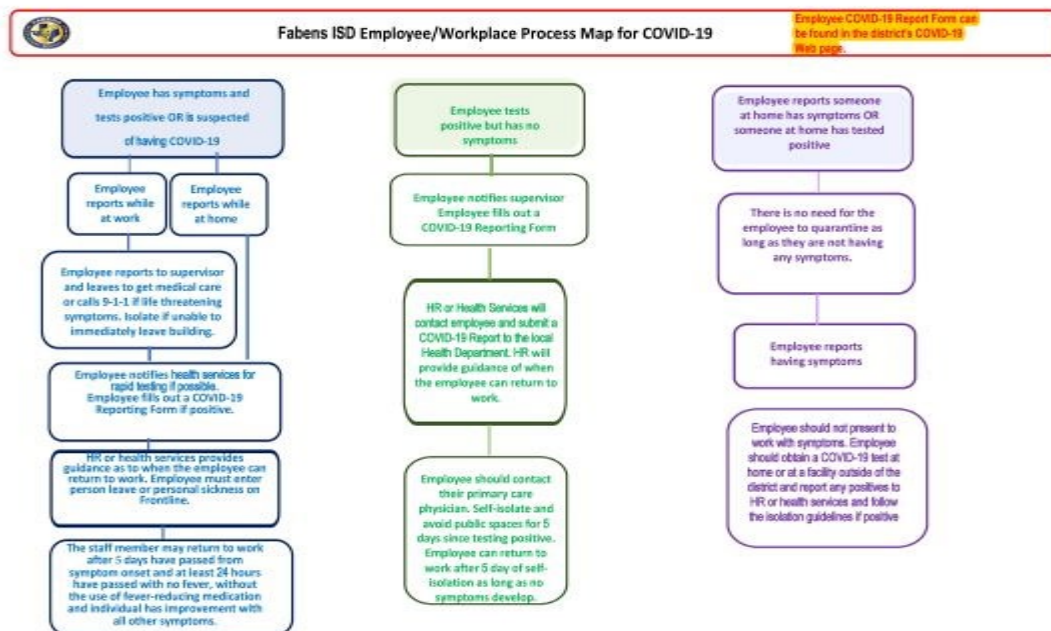 Fabens ISD Employee/Workplace Process Map for COVID-19
Employee COVID-19 Report Form can
be found in the district's COVID-19
Web page.
Employee has symptoms and
tests positive OR is suspected
of having COVID-19
Employee
reports while
at work
Employee
reports while
at home
Employee reports to supervisor
and leaves to get medical care
or calls 9-1-1 if life threatening
symptoms. Isolate if unable to
immediately leave building.
Employee notifies health services for
rapid testing if possible.
Employee fills out a COVID-19
Reporting Form if positive.
HR or health services provides
guidance as to when the employee can
return to work. Employee must enter
person leave or personal sickness on
Frontline.
The staff member may return to work
after 5 days have passed from
symptom onset and at least 24 hours
have passed with no fever, without
the use of fever-reducing medication
and individual has improvement with
all other symptoms.
Employee tests
positive but has no
symptoms
Employee notifies supervisor
Employee fills out a
COVID-19 Reporting Form
HR or Health Services will
contact employee and submit a
COVID-19 Report to the local
Health Department. HR will
provide guidance of when
the employee can return to
work.
Employee should contact
their primary care
physician. Self-isolate and
avoid public spaces for 5
days since testing positive.
Employee can return to
work after 5 day of self-
isolation as long as no
symptoms develop.
Employee reports someone
at home has symptoms OR
someone at home has tested
positive
There is no need for the
employee to quarantine as
long as they are not having
any symptoms.
Employee reports
having symptoms
Employee should not present to
work with symptoms. Employee
should obtain a COVID-19 test at
home or at a facility outside of the
district and report any positives to
HR or health services and follow
the isolation guidelines if positive